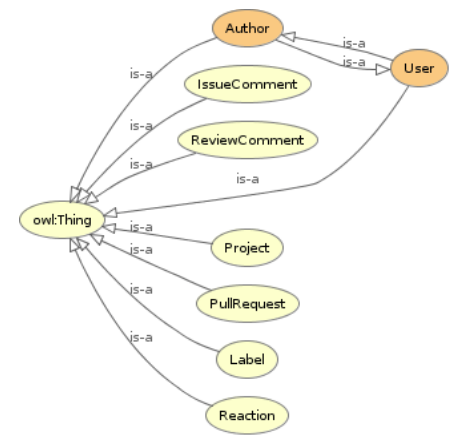 Author
is-a
is-a
User
is-a
IssueComment
is-a
ReviewComment
is-a
is-a
owl:Thing
is-a
Project
is-a
PullRequest
is-a
Label
is-a
Reaction